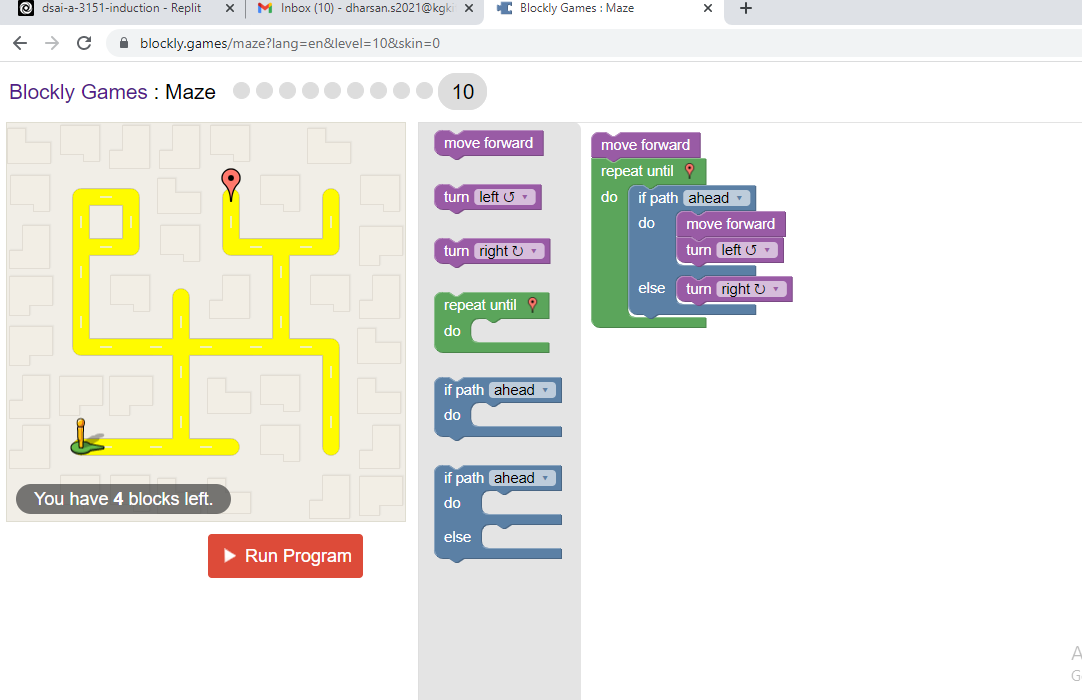 dsai-a-3151-induction - Replit
Inbox (10) - dharsan.s2021@kgki
Blockly Games : Maze
blockly.games/maze?lang=en&level=10&skin=0
Blockly Games : Maze
10
move forward
turn left ↺
turn right ↻
repeat until
do
if path ahead
do
if path ahead
do
else
move forward
repeat until
do
if path ahead
do
move forward
turn left ↺
else
turn right ↻
You have 4 blocks left.
Run Program